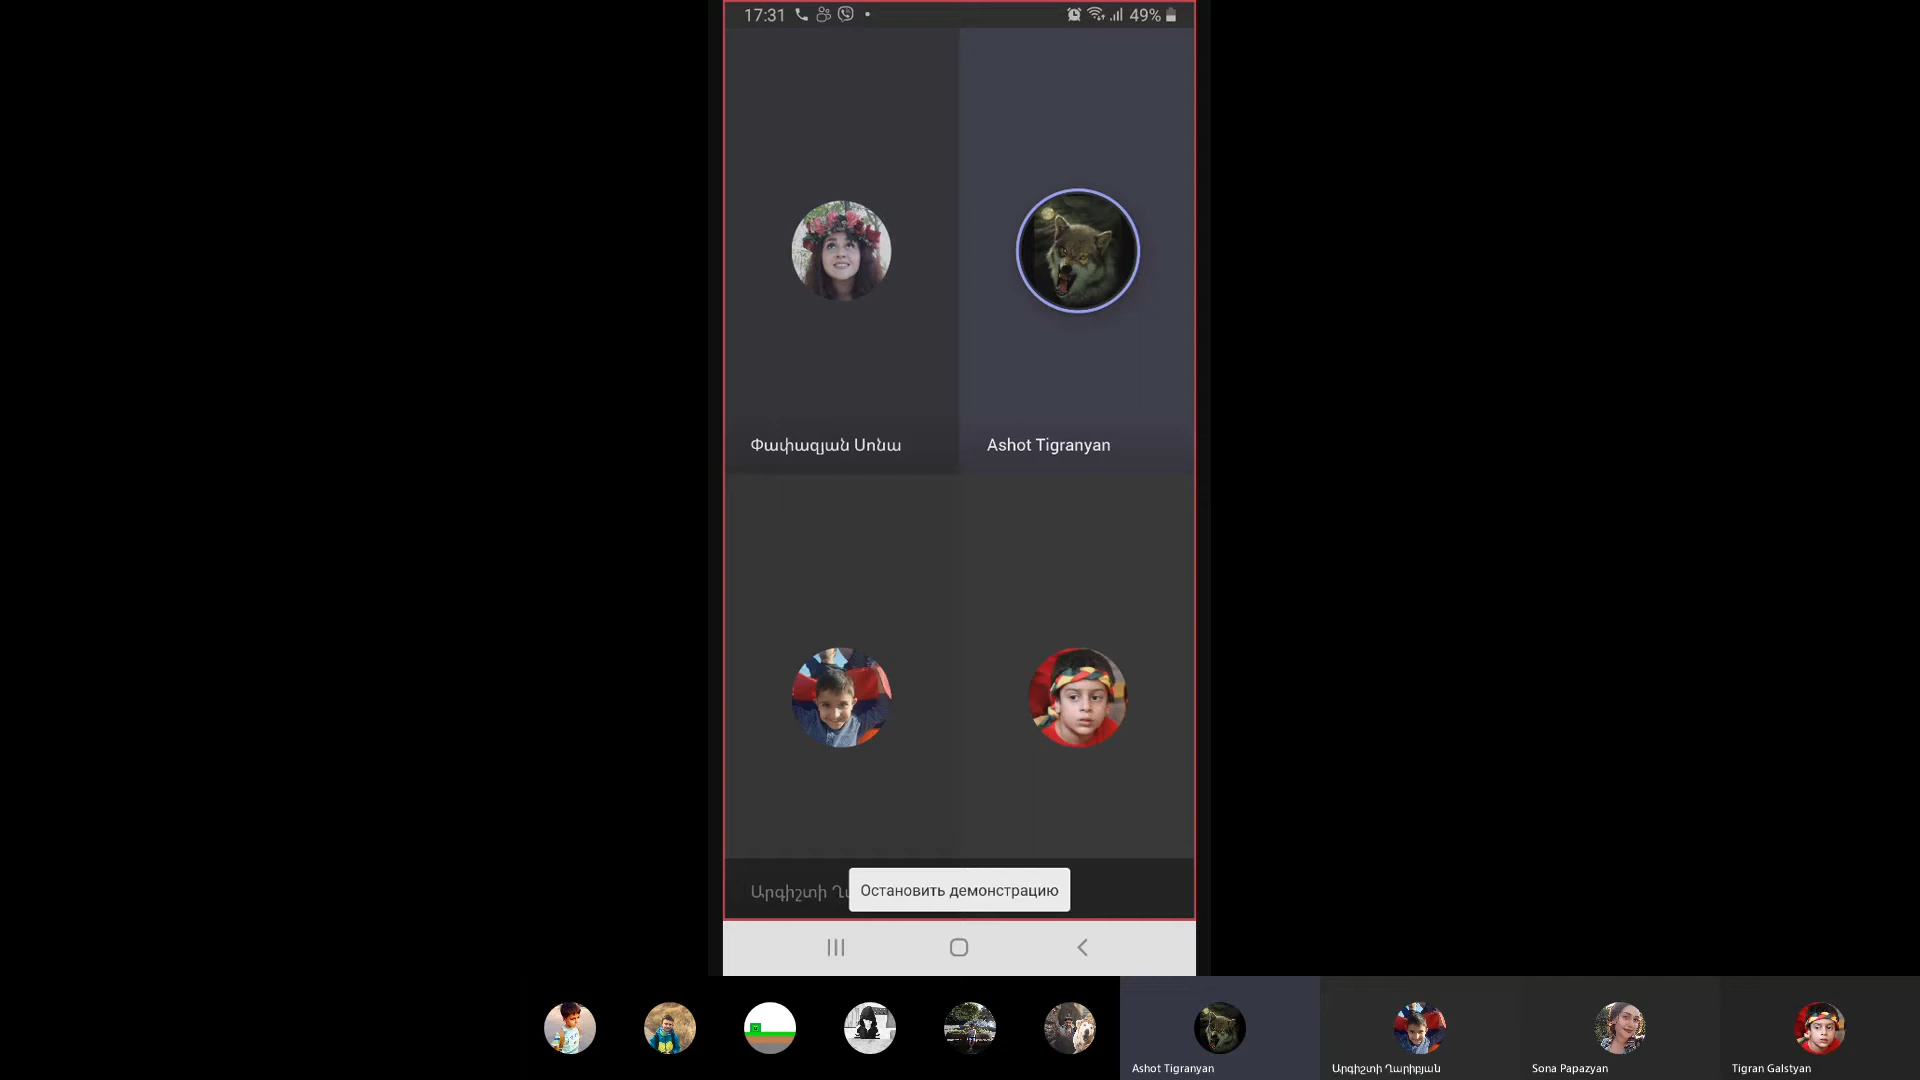 17:31
49%
Փափազյան Սոնա
Ashot Tigranyan
Արգիշտի Ղ
Остановить демонстрацию
Ashot Tigranyan
Արգիշտի Ղարիբյան
Sona Papazyan
Tigran Galstyan